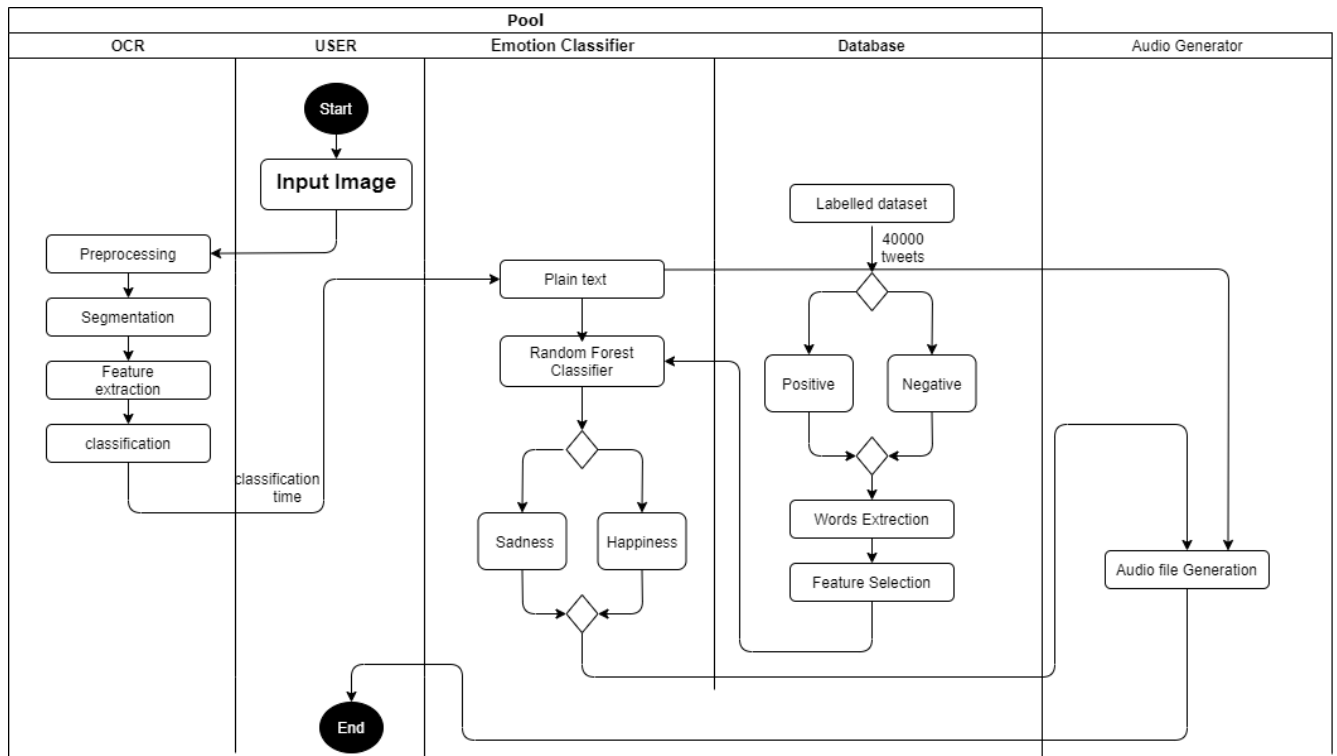 Pool
OCR
USER
Emotion Classifier
Database
Audio Generator
Start
Input Image
Preprocessing
Segmentation
Feature
extraction
classification
classification
time
Plain text
Random Forest
Classifier
Sadness
Happiness
Labelled dataset
40000
tweets
Positive
Negative
Words Extrection
Feature Selection
Audio file Generation
End